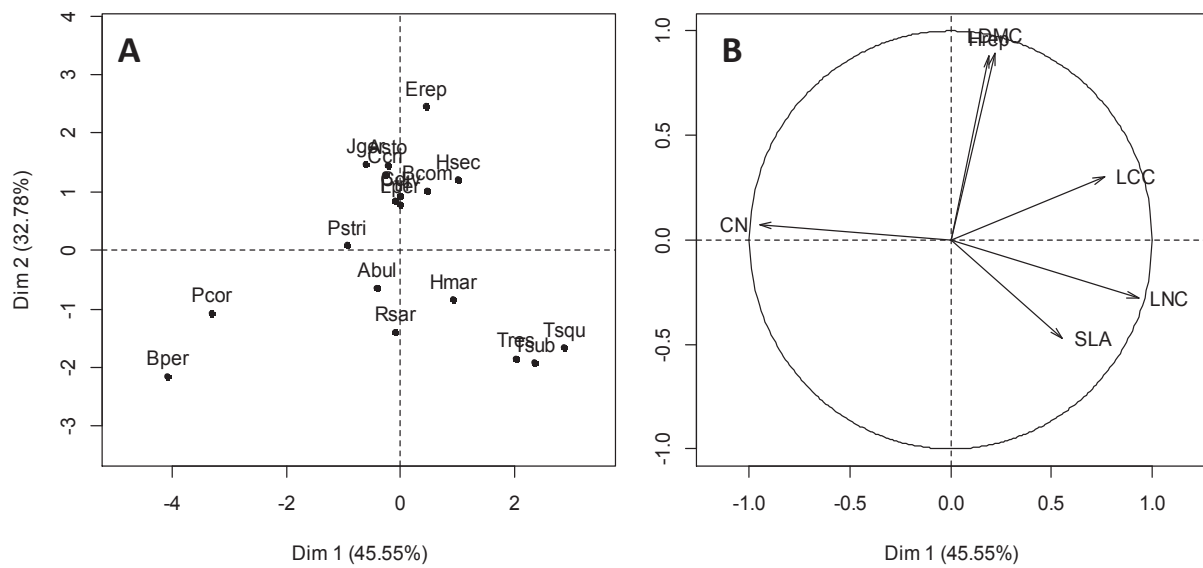 A
B
4
3
2
1
0
-1
-2
-3
Dim 2 (32.78%)
Erep
Hsec
Bcom
Pstri
Abul
Hmar
Pcor
Rsar
Bper
Tres
Tsub
Tsqu
-4
-2
0
2
Dim 1 (45.55%)
1.0
0.5
0.0
-0.5
-1.0
LDMC
Hrep
LCC
CN
LNC
SLA
-1.0
-0.5
0.0
0.5
1.0
Dim 1 (45.55%)